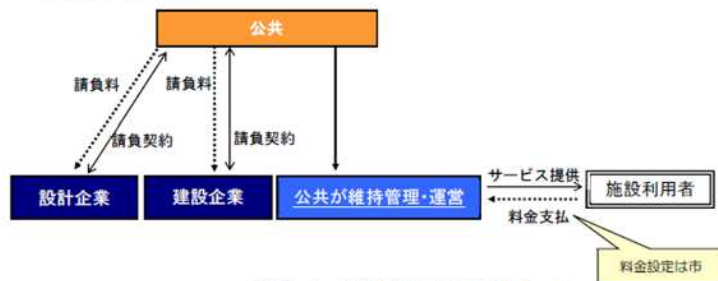 公共
請負料
請負料
請負契約
請負契約
設計企業
建設企業
公共が維持管理・運営
サービス提供
料金支払
施設利用者
料金設定は市